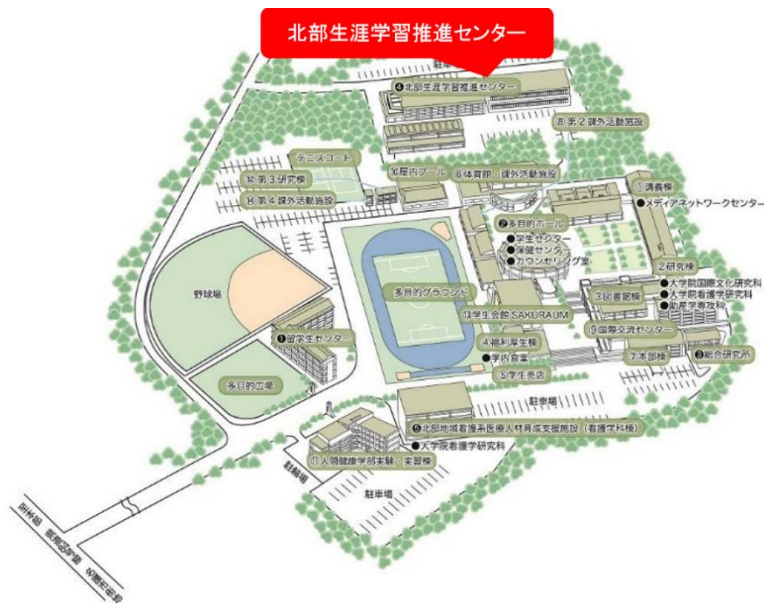 北部生涯学習推進センター
駐車場
❹北部生涯学習推進センター
⑧第2課外活動施設
テニスコート
⑫第3研究棟
⑭第4課外活動施設
⑩屋内プール
⑥体育館・課外活動施設
①講義棟
●メディアネットワークセンター
❷多目的ホール
●学生センター
●保健センター
●カウンセリング室
②研究棟
●大学院国際文化研究科
●大学院看護学研究科
●助産学専攻科
野球場
多目的グラウンド
③図書館棟
⑬学生会館SAKURAUM
⑨国際交流センター
❶留学生センター
④福利厚生棟
●学内食堂
⑦本部棟
❸総合研究所
多目的広場
⑤学生売店
駐車場
❺北部地域看護系医療人材育成支援施設（看護学科棟）
●大学院看護学研究科
⑪人間健康学部実験・実習棟
駐輪場
駐車場
名護市街地